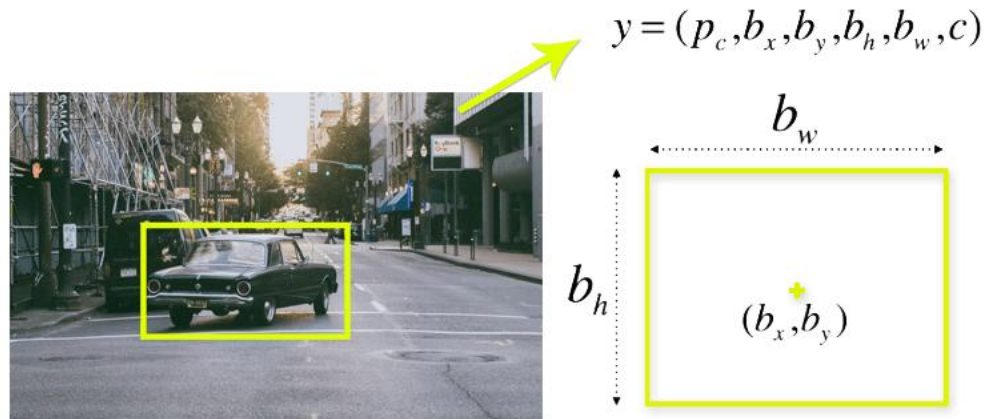 y = (p_c, b_x, b_y, b_h, b_w, c)
b_w
b_h
(b_x, b_y)